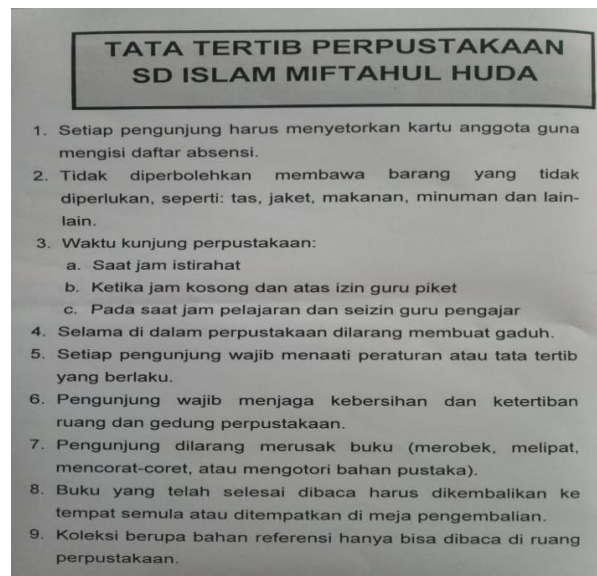 TATA TERTIB PERPUSTAKAAN
SD ISLAM MIFTAHUL HUDA
1. Setiap pengunjung harus menyetorkan kartu anggota guna
mengisi daftar absensi.
2. Tidak diperbolehkan membawa barang yang tidak
diperlukan, seperti: tas, jaket, makanan, minuman dan lain-
lain.
3. Waktu kunjung perpustakaan:
a. Saat jam istirahat
b. Ketika jam kosong dan atas izin guru piket
c. Pada saat jam pelajaran dan seizin guru pengajar
4. Selama di dalam perpustakaan dilarang membuat gaduh.
5. Setiap pengunjung wajib menaati peraturan atau tata tertib
yang berlaku.
6. Pengunjung wajib menjaga kebersihan dan ketertiban
ruang dan gedung perpustakaan.
7. Pengunjung dilarang merusak buku (merobek, melipat,
mencorat-coret, atau mengotori bahan pustaka).
8. Buku yang telah selesai dibaca harus dikembalikan ke
tempat semula atau ditempatkan di meja pengembalian.
9. Koleksi berupa bahan referensi hanya bisa dibaca di ruang
perpustakaan.